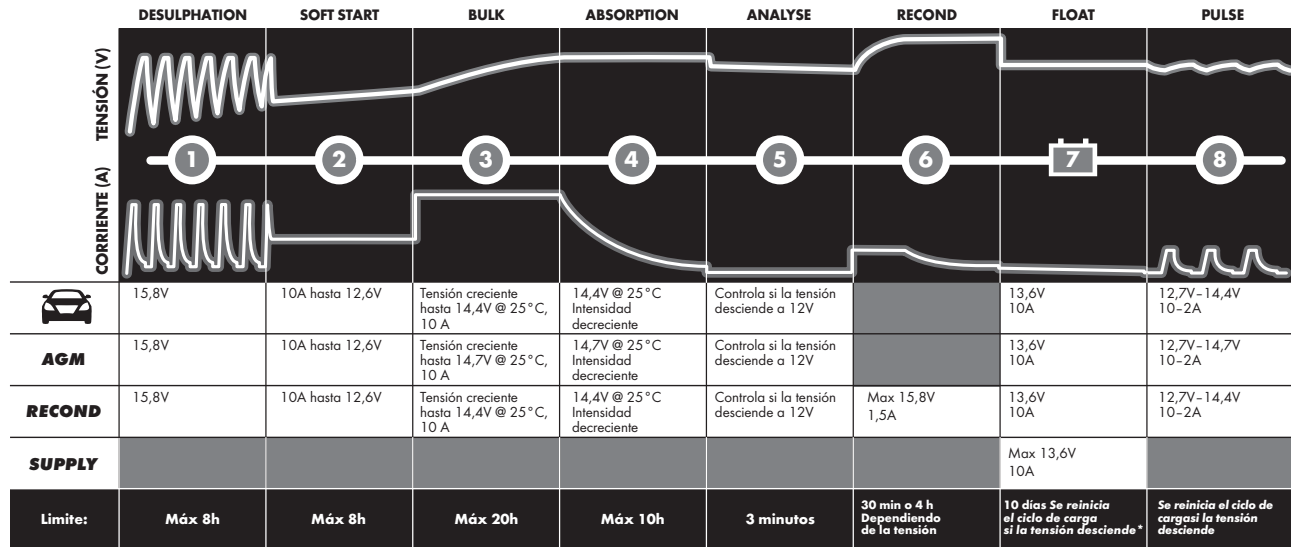 DESULPHATION SOFT START BULK ABSORPTION ANALYSE RECOND FLOAT PULSE
TENSIÓN (V)
1 2 3 4 5 6 7 8
CORRIENTE (A)
15,8V
10A hasta 12,6V
Tensión creciente
hasta 14,4V @ 25°C,
10 A
14,4V @ 25°C
Intensidad
decreciente
Controla si la tensión
desciende a 12V
13,6V
10A
12,7V–14,4V
10–2A
AGM
15,8V
10A hasta 12,6V
Tensión creciente
hasta 14,7V @ 25°C,
10 A
14,7V @ 25°C
Intensidad
decreciente
Controla si la tensión
desciende a 12V
13,6V
10A
12,7V–14,7V
10–2A
RECOND
15,8V
10A hasta 12,6V
Tensión creciente
hasta 14,4V @ 25°C,
10 A
14,4V @ 25°C
Intensidad
decreciente
Controla si la tensión
desciende a 12V
Max 15,8V
1,5A
13,6V
10A
12,7V–14,4V
10–2A
SUPPLY
Max 13,6V
10A
Limite:
Máx 8h
Máx 8h
Máx 20h
Máx 10h
3 minutos
30 min o 4 h
Dependiendo
de la tensión
10 días Se reinicia
el ciclo de carga
si la tensión desciende*
Se reinicia el ciclo de
cargasi la tensión
desciende